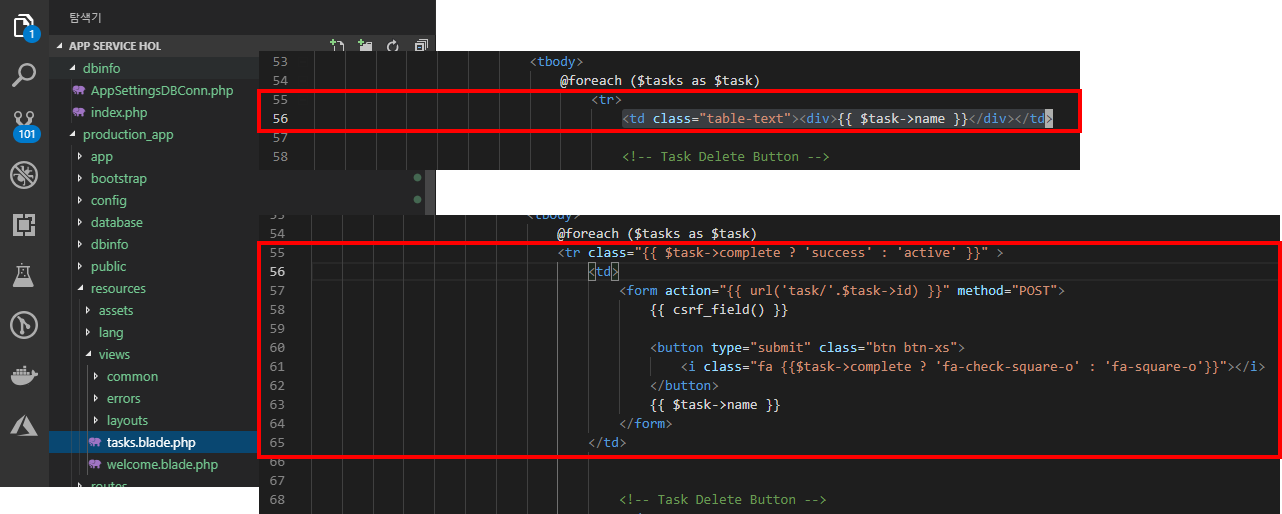 탐색기
1
APP SERVICE HOL
dbinfo
AppSettingsDBConn.php
index.php
101
production_app
app
bootstrap
config
database
dbinfo
public
resources
assets
lang
views
common
errors
layouts
tasks.blade.php
welcome.blade.php
routes
53 <tbody>
54 @foreach ($tasks as $task)
55 <tr>
56 <td class="table-text"><div>{{ $task->name }}</div></td>
57
58 <!-- Task Delete Button -->
53 <tbody>
54 @foreach ($tasks as $task)
55 <tr class="{{ $task->complete ? 'success' : 'active' }}" >
56 <td>
57 <form action="{{ url('task/'.$task->id) }}" method="POST">
58 {{ csrf_field() }}
59
60 <button type="submit" class="btn btn-xs">
61 <i class="fa {{$task->complete ? 'fa-check-square-o' : 'fa-square-o'}}"></i>
62 </button>
63 {{ $task->name }}
64 </form>
65 </td>
66
67
68 <!-- Task Delete Button -->